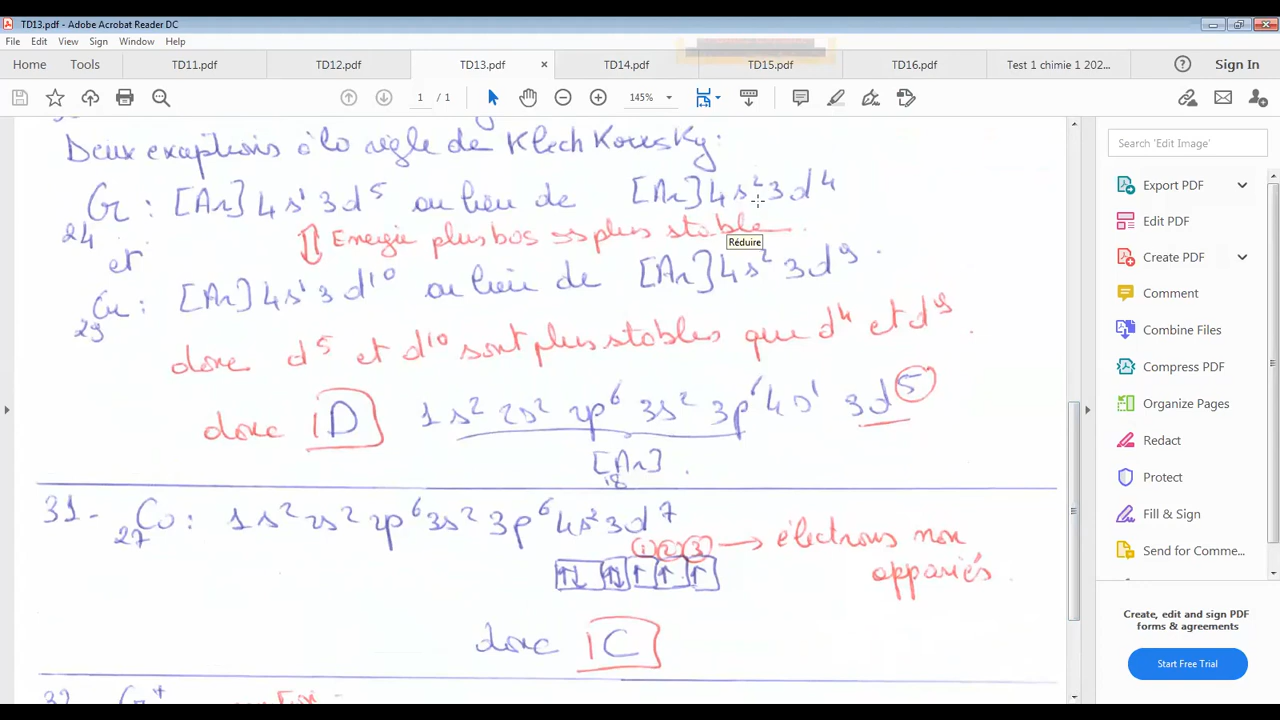 TD13.pdf - Adobe Acrobat Reader DC
File Edit View Sign Window Help
Home Tools TD11.pdf TD12.pdf TD13.pdf × TD14.pdf TD15.pdf TD16.pdf Test 1 chimie 1 202... Sign In
1 / 1 145%
Deux exceptions à la règle de Klechkovsky:
24Cr : [Ar] 4s¹ 3d⁵ au lieu de [Ar] 4s² 3d⁴
Energie plus bas ⇒ plus stable
Réduire
et
29Cu : [Ar] 4s¹ 3d¹⁰ au lieu de [Ar] 4s² 3d⁹.
donc d⁵ et d¹⁰ sont plus stables que d⁴ et d⁹.
donc D 1s² 2s² 2p⁶ 3s² 3p⁶ 4s¹ 3d⁵
[Ar]
18
31- 27Co : 1s² 2s² 2p⁶ 3s² 3p⁶ 4s² 3d⁷
1 2 3 → électrons non
appariés
↑↓ ↑↓ ↑ ↑ ↑
donc C
Search 'Comment'
Export PDF
Edit PDF
Create PDF
Comment
Combine Files
Compress PDF
Organize Pages
Redact
Protect
Fill & Sign
Send for Comme...
Create, edit and sign PDF
forms & agreements
Start Free Trial